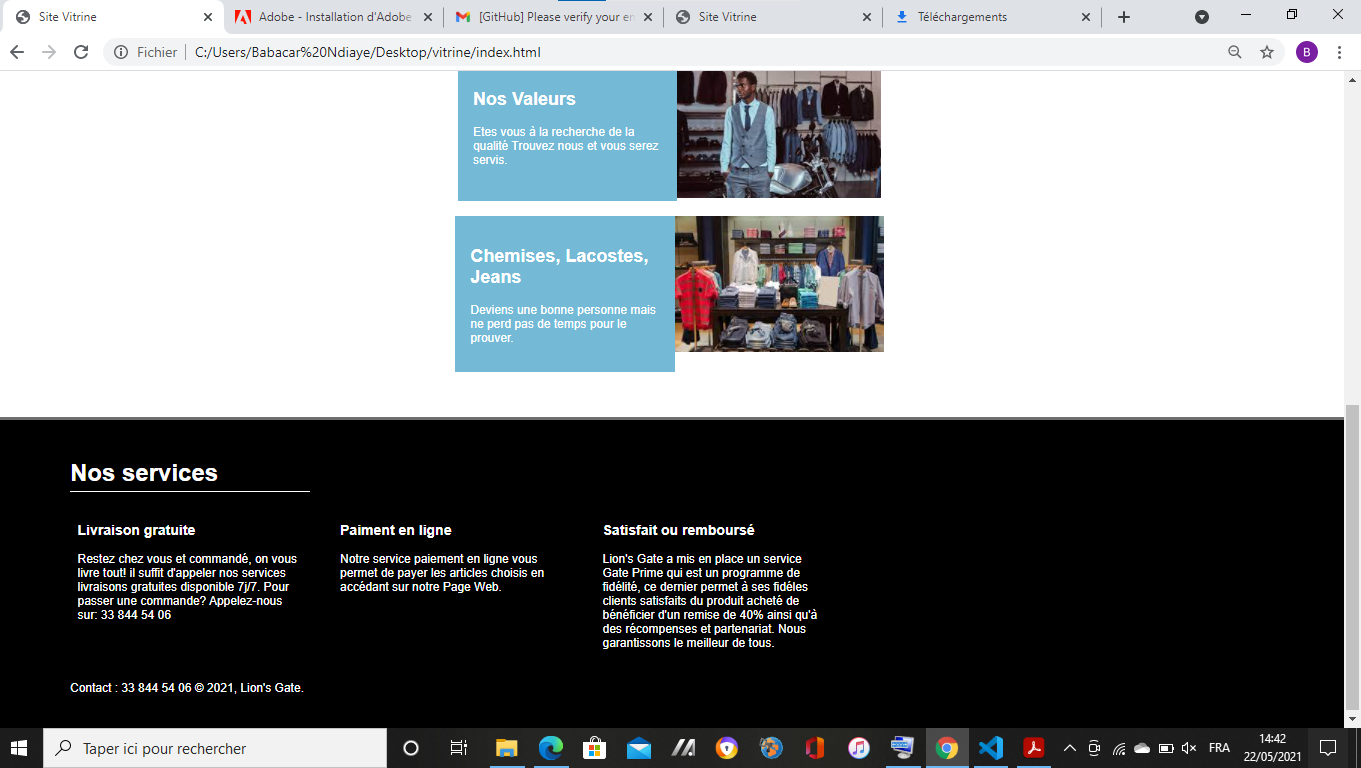 Site Vitrine
Adobe - Installation d'Adobe
[GitHub] Please verify your em
Site Vitrine
Téléchargements
Fichier
C:/Users/Babacar%20Ndiaye/Desktop/vitrine/index.html
B
Nos Valeurs
Etes vous à la recherche de la
qualité Trouvez nous et vous serez
servis.
Chemises, Lacostes,
Jeans
Deviens une bonne personne mais
ne perd pas de temps pour le
prouver.
Nos services
Livraison gratuite
Restez chez vous et commandé, on vous
livre tout! il suffit d'appeler nos services
livraisons gratuites disponible 7j/7. Pour
passer une commande? Appelez-nous
sur: 33 844 54 06
Paiment en ligne
Notre service paiement en ligne vous
permet de payer les articles choisis en
accédant sur notre Page Web.
Satisfait ou remboursé
Lion's Gate a mis en place un service
Gate Prime qui est un programme de
fidélité, ce dernier permet à ses fidéles
clients satisfaits du produit acheté de
bénéficier d'un remise de 40% ainsi qu'à
des récompenses et partenariat. Nous
garantissons le meilleur de tous.
Contact : 33 844 54 06 © 2021, Lion's Gate.
Taper ici pour rechercher
FRA
14:42
22/05/2021